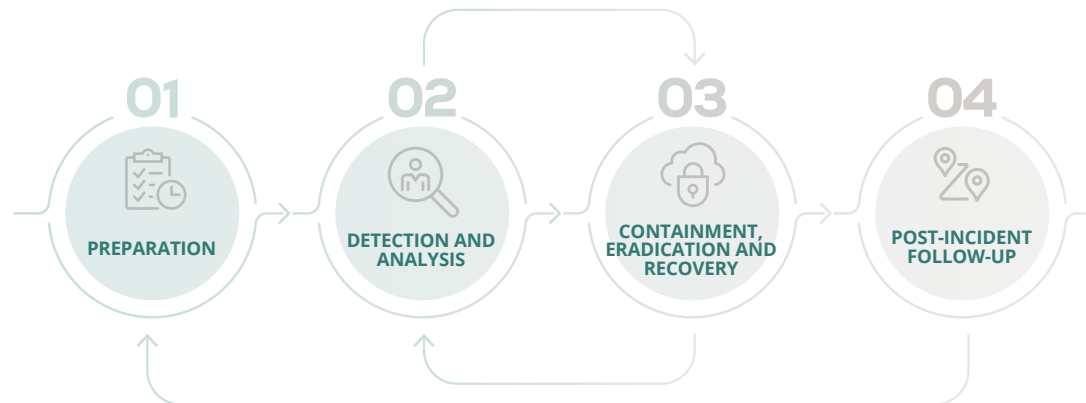 01
PREPARATION
02
DETECTION AND
ANALYSIS
03
CONTAINMENT,
ERADICATION AND
RECOVERY
04
POST-INCIDENT
FOLLOW-UP